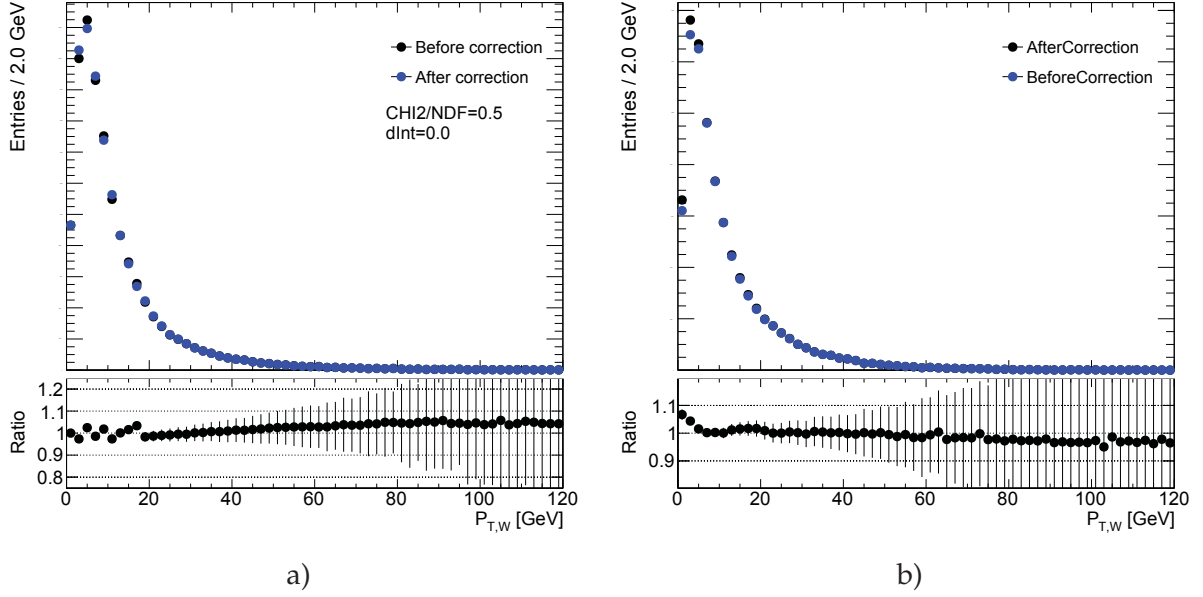 Entries / 2.0 GeV
Before correction
After correction
CHI2/NDF=0.5
dInt=0.0
Ratio
1.2
1.1
1
0.9
0.8
0 20 40 60 80 100 120
P_T,W [GeV]
a)
Entries / 2.0 GeV
AfterCorrection
BeforeCorrection
Ratio
1.1
1
0.9
0 20 40 60 80 100 120
P_T,W [GeV]
b)